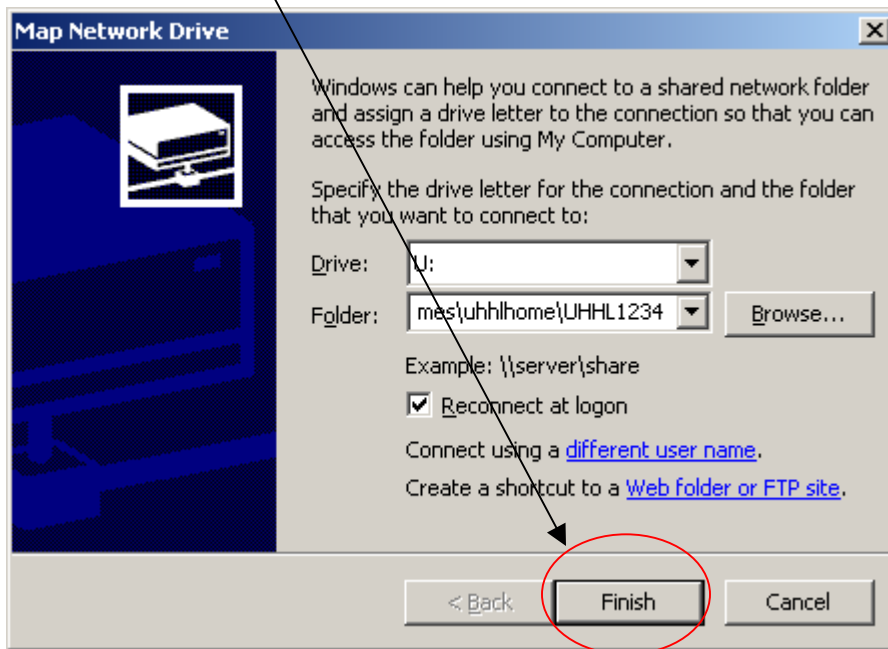 Map Network Drive
Windows can help you connect to a shared network folder
and assign a drive letter to the connection so that you can
access the folder using My Computer.
Specify the drive letter for the connection and the folder
that you want to connect to:
Drive: U:
Folder: mes\uhhlhome\UHHL1234 Browse...
Example: \\server\share
Reconnect at logon
Connect using a different user name.
Create a shortcut to a Web folder or FTP site.
< Back Finish Cancel